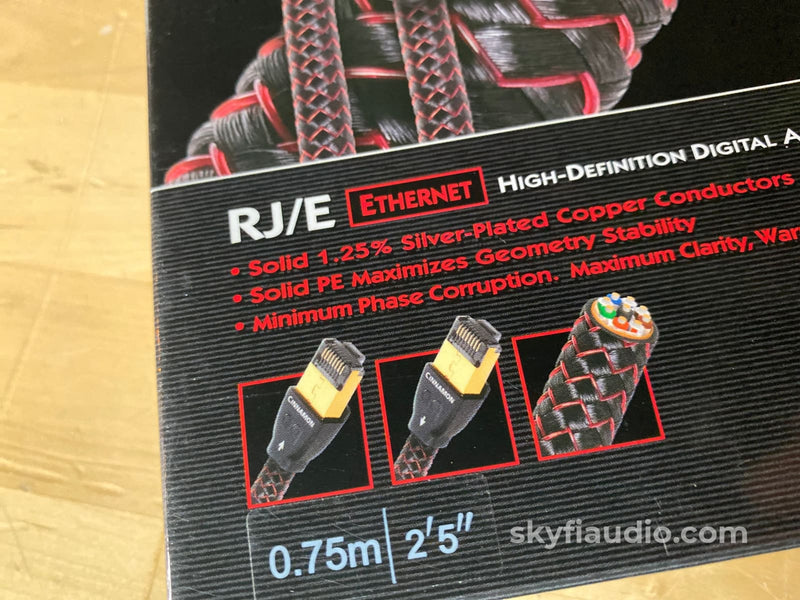 RJ/E ETHERNET HIGH-DEFINITION DIGITAL A
• Solid 1.25% Silver-Plated Copper Conductors
• Solid PE Maximizes Geometry Stability
• Minimum Phase Corruption. Maximum Clarity, War
CINNAMON
CINNAMON
0.75m 2'5"
skyfiaudio.com